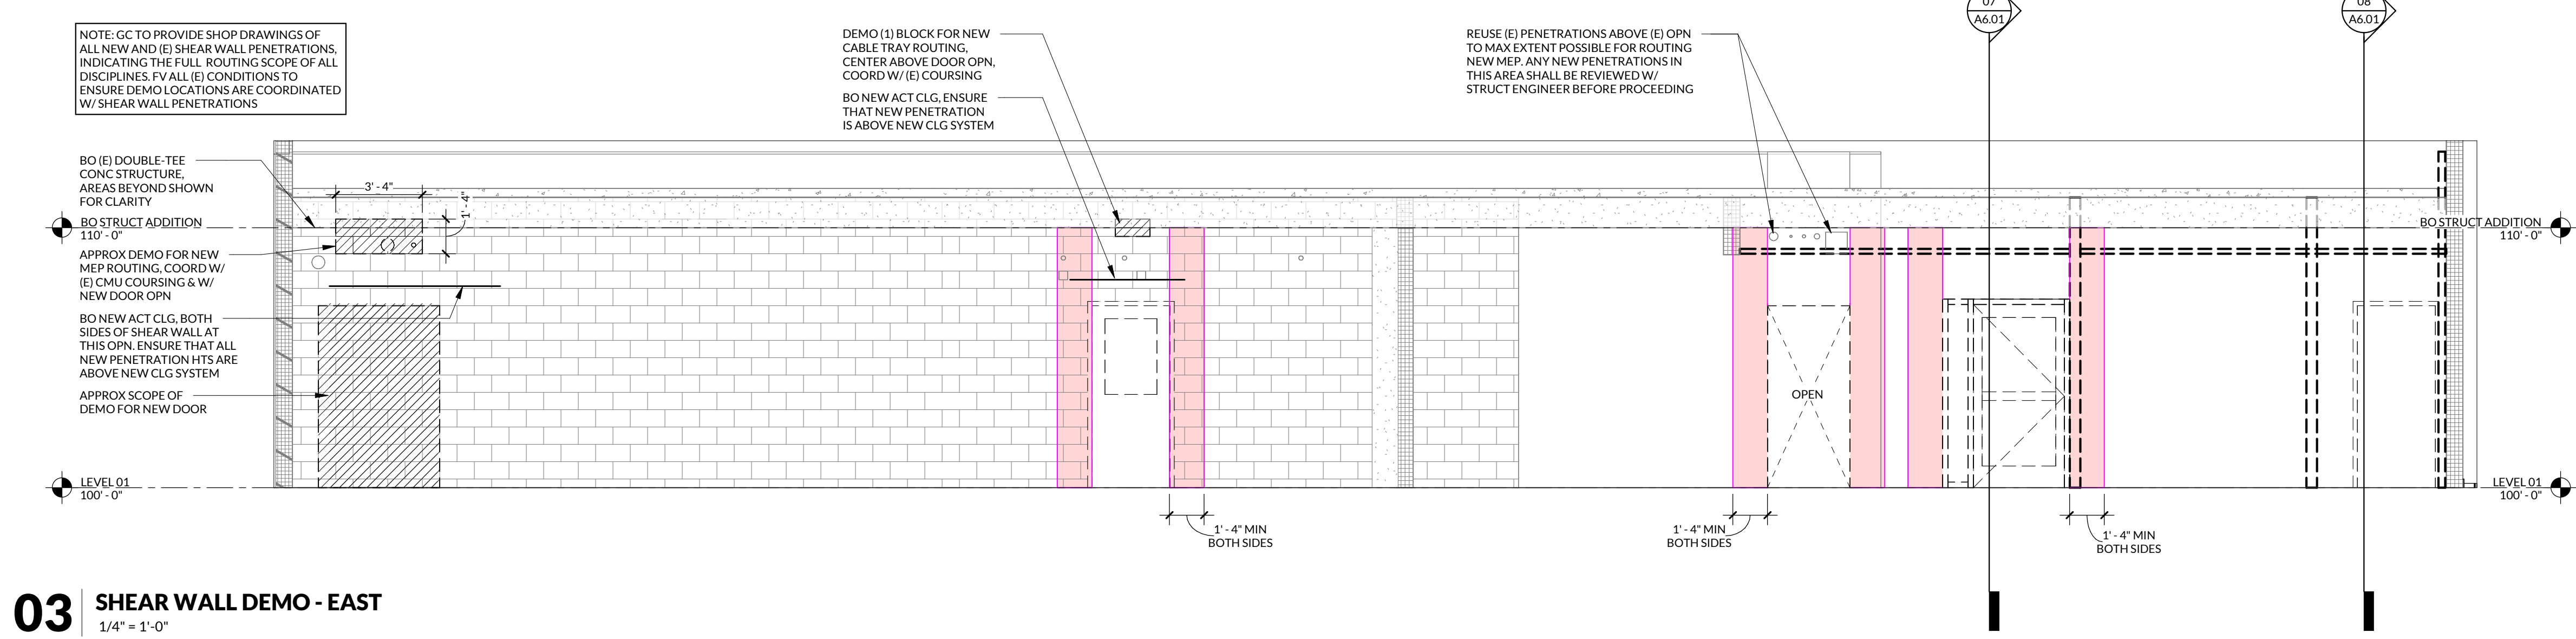 NOTE: GC TO PROVIDE SHOP DRAWINGS OF
ALL NEW AND (E) SHEAR WALL PENETRATIONS,
INDICATING THE FULL ROUTING SCOPE OF ALL
DISCIPLINES. FV ALL (E) CONDITIONS TO
ENSURE DEMO LOCATIONS ARE COORDINATED
W/ SHEAR WALL PENETRATIONS
DEMO (1) BLOCK FOR NEW
CABLE TRAY ROUTING,
CENTER ABOVE DOOR OPN,
COORD W/ (E) COURSING
BO NEW ACT CLG, ENSURE
THAT NEW PENETRATION
IS ABOVE NEW CLG SYSTEM
REUSE (E) PENETRATIONS ABOVE (E) OPN
TO MAX EXTENT POSSIBLE FOR ROUTING
NEW MEP. ANY NEW PENETRATIONS IN
THIS AREA SHALL BE REVIEWED W/
STRUCT ENGINEER BEFORE PROCEEDING
07
A6.01
08
A6.01
BO (E) DOUBLE-TEE
CONC STRUCTURE,
AREAS BEYOND SHOWN
FOR CLARITY
3' - 4"
1' - 4"
BO STRUCT ADDITION
110' - 0"
BO STRUCT ADDITION
110' - 0"
APPROX DEMO FOR NEW
MEP ROUTING, COORD W/
(E) CMU COURSING & W/
NEW DOOR OPN
BO NEW ACT CLG, BOTH
SIDES OF SHEAR WALL AT
THIS OPN. ENSURE THAT ALL
NEW PENETRATION HTS ARE
ABOVE NEW CLG SYSTEM
APPROX SCOPE OF
DEMO FOR NEW DOOR
OPEN
LEVEL 01
100' - 0"
LEVEL 01
100' - 0"
1' - 4" MIN
BOTH SIDES
1' - 4" MIN
BOTH SIDES
1' - 4" MIN
BOTH SIDES
03
SHEAR WALL DEMO - EAST
1/4" = 1'-0"